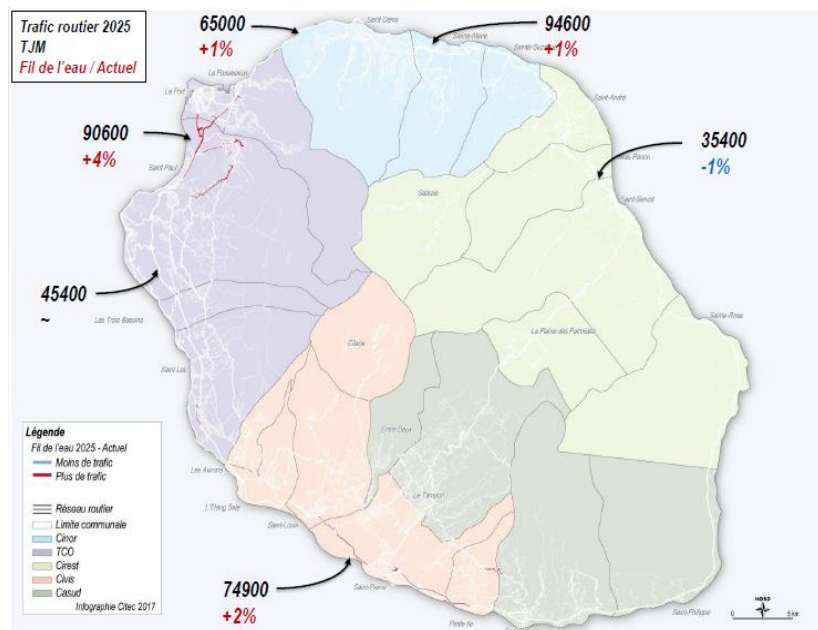 Trafic routier 2025
TJM
Fil de l'eau / Actuel
65000
+1%
94600
+1%
90600
+4%
35400
-1%
45400
~
74900
+2%
Saint-Denis
Sainte-Marie
Sainte-Suzanne
La Possession
Le Port
Saint-André
Bras Panon
Saint-Paul
Salazie
Saint-Benoit
Les Trois Bassins
Sainte-Rose
La Plaine des Palmistes
Cilaos
Saint-Leu
Entre-Deux
Les Avirons
Le Tampon
L'Etang Sale
Saint-Louis
Saint-Pierre
Petite Ile
Saint-Philippe
Légende
Fil de l'eau 2025 - Actuel
Moins de trafic
Plus de trafic
Réseau routier
Limite communale
Cinor
TCO
Cirest
Civis
Casud
Infographie Citec 2017
NORD
0
5 km